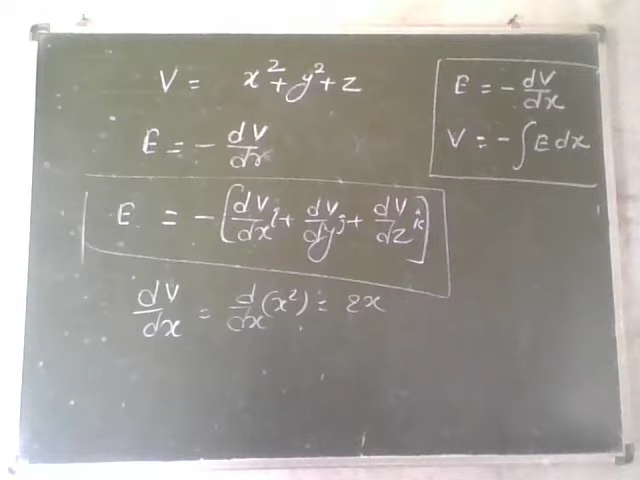 V = x²+y²+z
E = - dV/dx
E = - [dV/dx î + dV/dy ĵ + dV/dz k̂]
dV/dx = d/dx (x²) = 2x
E = - dV/dx
V = - ∫ E dx